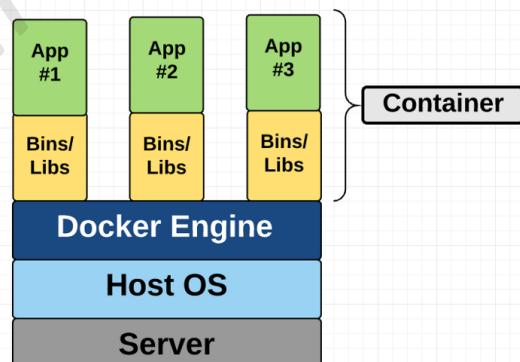 App
#1
App
#2
App
#3
Container
Bins/
Libs
Bins/
Libs
Bins/
Libs
Docker Engine
Host OS
Server